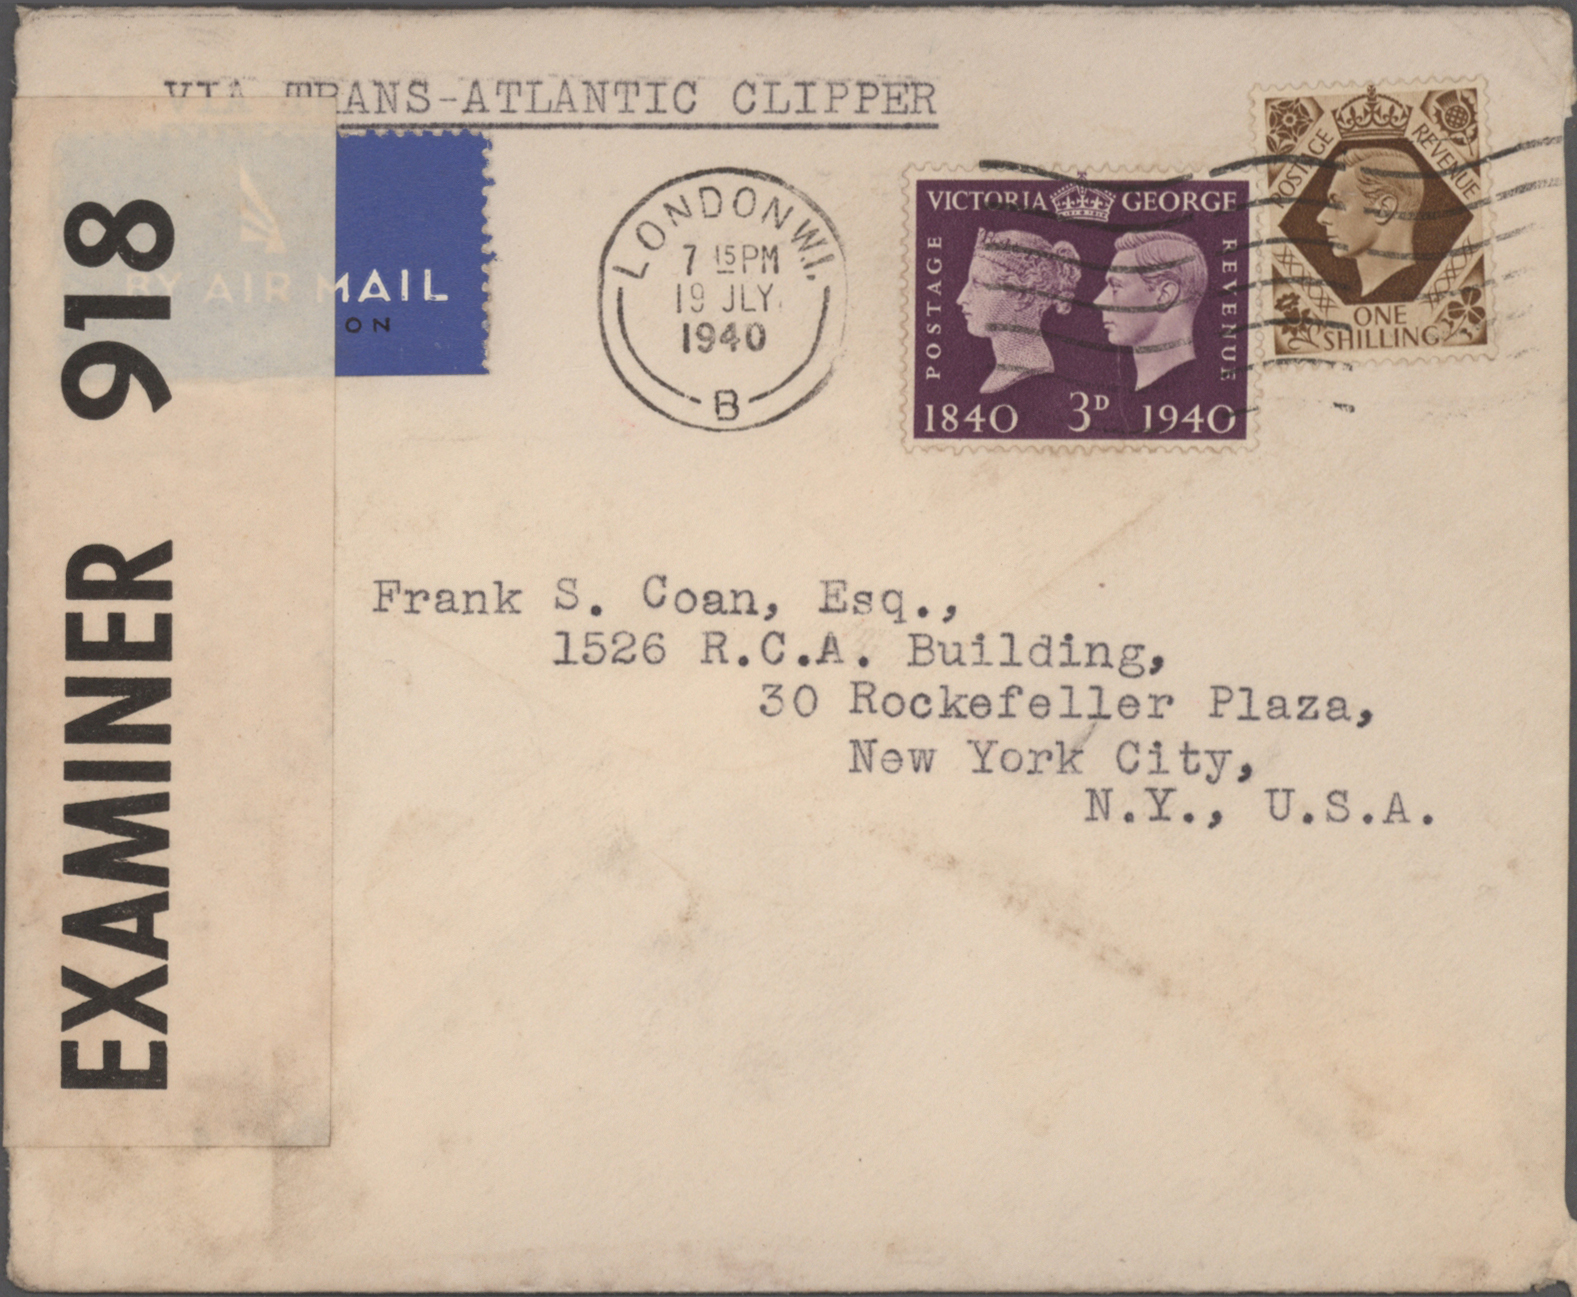 VIA TRANS-ATLANTIC CLIPPER
BY AIR MAIL
ON
EXAMINER 918
LONDON.W.1.
7 15 PM
19 JLY.
1940
B
VICTORIA GEORGE
POSTAGE
REVENUE
1840 3D 1940
POSTAGE
REVENUE
ONE
SHILLING
Frank S. Coan, Esq.,
1526 R.C.A. Building,
30 Rockefeller Plaza,
New York City,
N.Y., U.S.A.